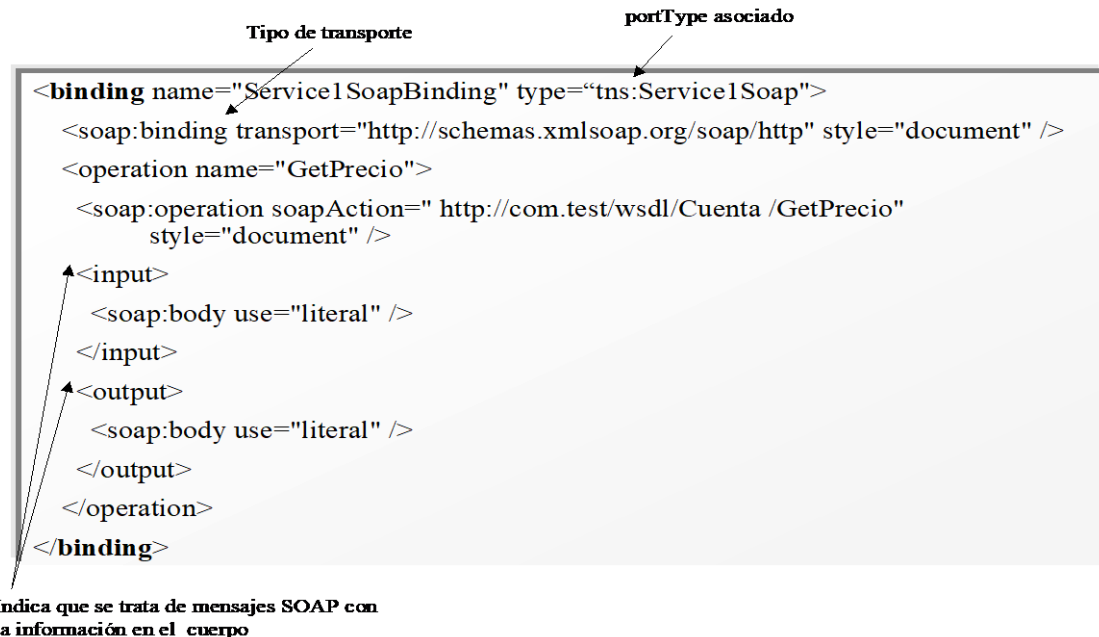 portType asociado
Tipo de transporte
<binding name="Service1SoapBinding" type=“tns:Service1Soap">
<soap:binding transport="http://schemas.xmlsoap.org/soap/http" style="document" />
<operation name="GetPrecio">
<soap:operation soapAction=" http://com.test/wsdl/Cuenta /GetPrecio"
style="document" />
<input>
<soap:body use="literal" />
</input>
<output>
<soap:body use="literal" />
</output>
</operation>
</binding>
Indica que se trata de mensajes SOAP con
a información en el cuerpo